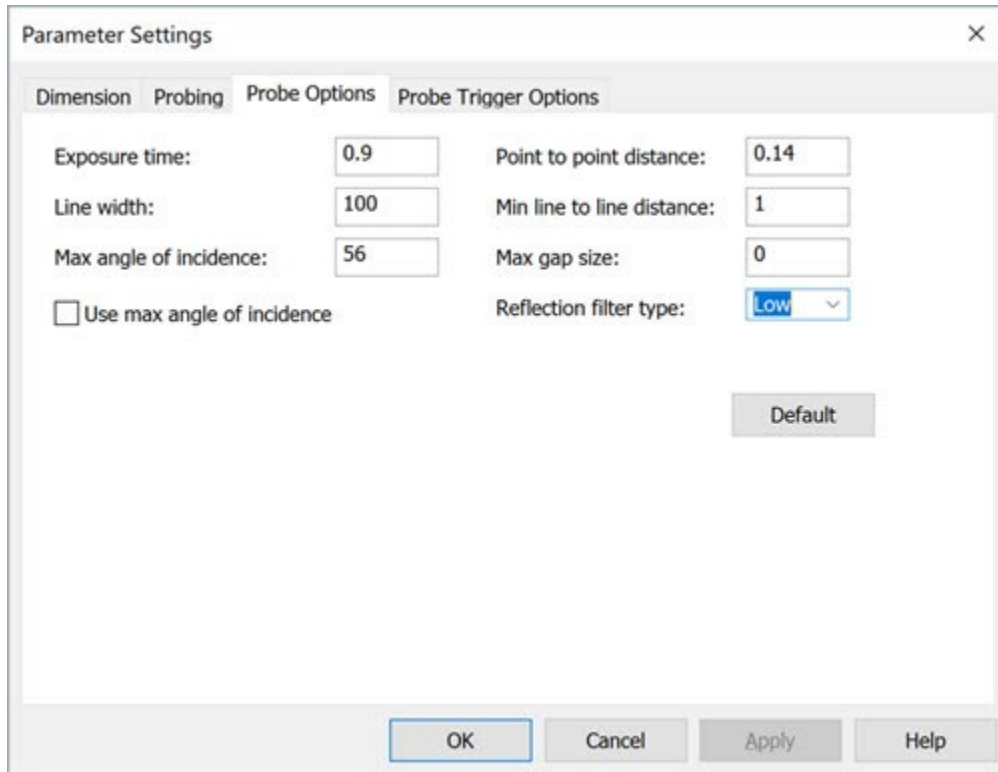 Parameter Settings
Dimension Probing Probe Options Probe Trigger Options
Exposure time: 0.9 Point to point distance: 0.14
Line width: 100 Min line to line distance: 1
Max angle of incidence: 56 Max gap size: 0
Use max angle of incidence Reflection filter type: Low
Default
OK Cancel Apply Help